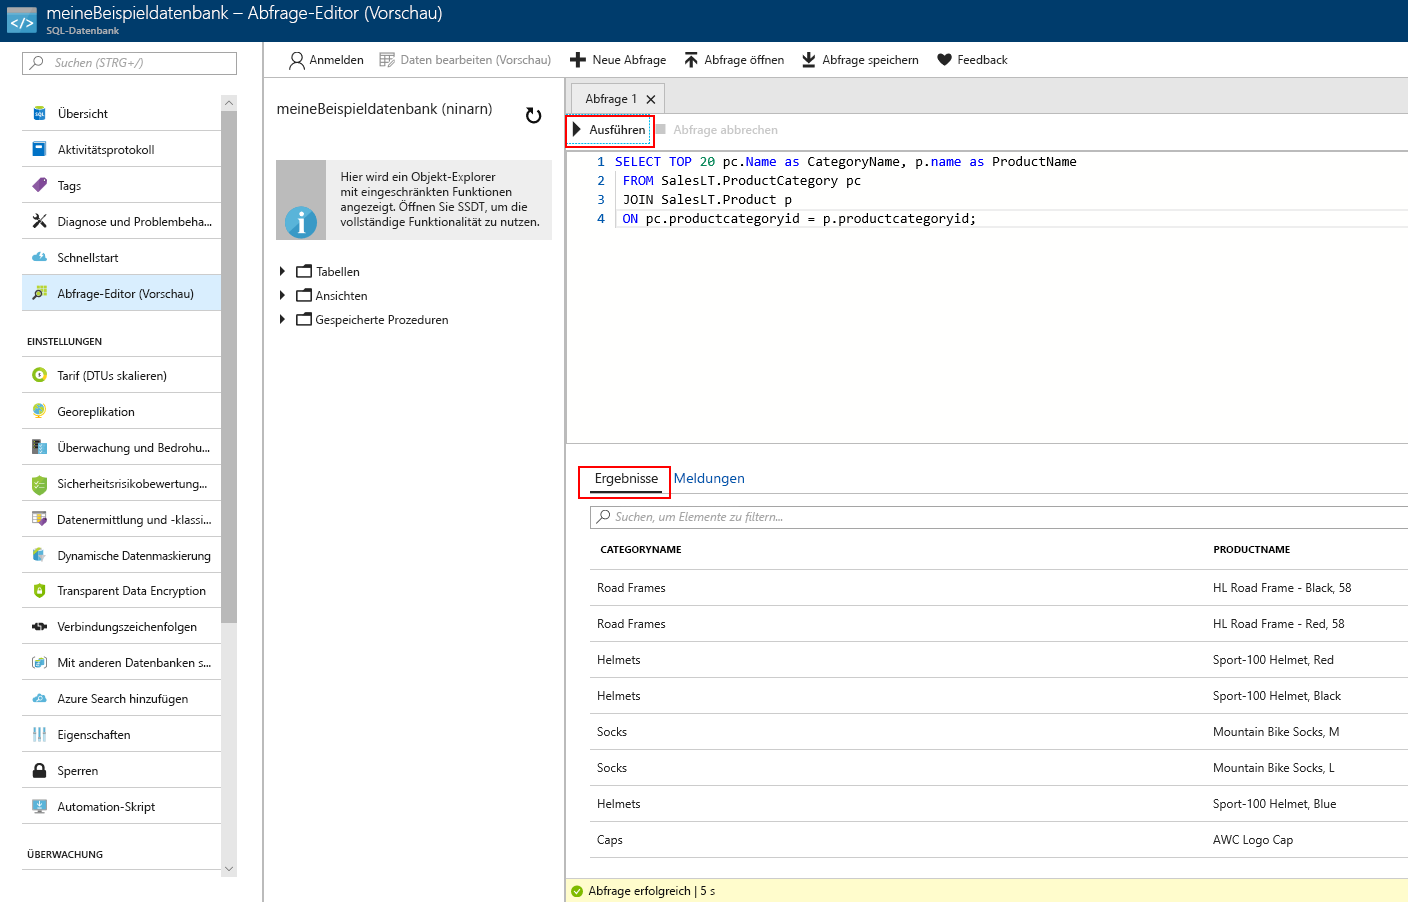 meineBeispieldatenbank – Abfrage-Editor (Vorschau)
SQL-Datenbank
Suchen (STRG+/)
Übersicht
Aktivitätsprotokoll
Tags
Diagnose und Problembeha...
Schnellstart
Abfrage-Editor (Vorschau)
EINSTELLUNGEN
Tarif (DTUs skalieren)
Georeplikation
Überwachung und Bedrohu...
Sicherheitsrisikobewertung...
Datenermittlung und -klassi...
Dynamische Datenmaskierung
Transparent Data Encryption
Verbindungszeichenfolgen
Mit anderen Datenbanken s...
Azure Search hinzufügen
Eigenschaften
Sperren
Automation-Skript
ÜBERWACHUNG
Anmelden
Daten bearbeiten (Vorschau)
Neue Abfrage
Abfrage öffnen
Abfrage speichern
Feedback
meineBeispieldatenbank (ninarn)
Hier wird ein Objekt-Explorer
mit eingeschränkten Funktionen
angezeigt. Öffnen Sie SSDT, um die
vollständige Funktionalität zu nutzen.
Tabellen
Ansichten
Gespeicherte Prozeduren
Abfrage 1
Ausführen
Abfrage abbrechen
1 SELECT TOP 20 pc.Name as CategoryName, p.name as ProductName
2 FROM SalesLT.ProductCategory pc
3 JOIN SalesLT.Product p
4 ON pc.productcategoryid = p.productcategoryid;
Ergebnisse
Meldungen
Suchen, um Elemente zu filtern...
CATEGORYNAME PRODUCTNAME
Road Frames HL Road Frame - Black, 58
Road Frames HL Road Frame - Red, 58
Helmets Sport-100 Helmet, Red
Helmets Sport-100 Helmet, Black
Socks Mountain Bike Socks, M
Socks Mountain Bike Socks, L
Helmets Sport-100 Helmet, Blue
Caps AWC Logo Cap
Abfrage erfolgreich | 5 s